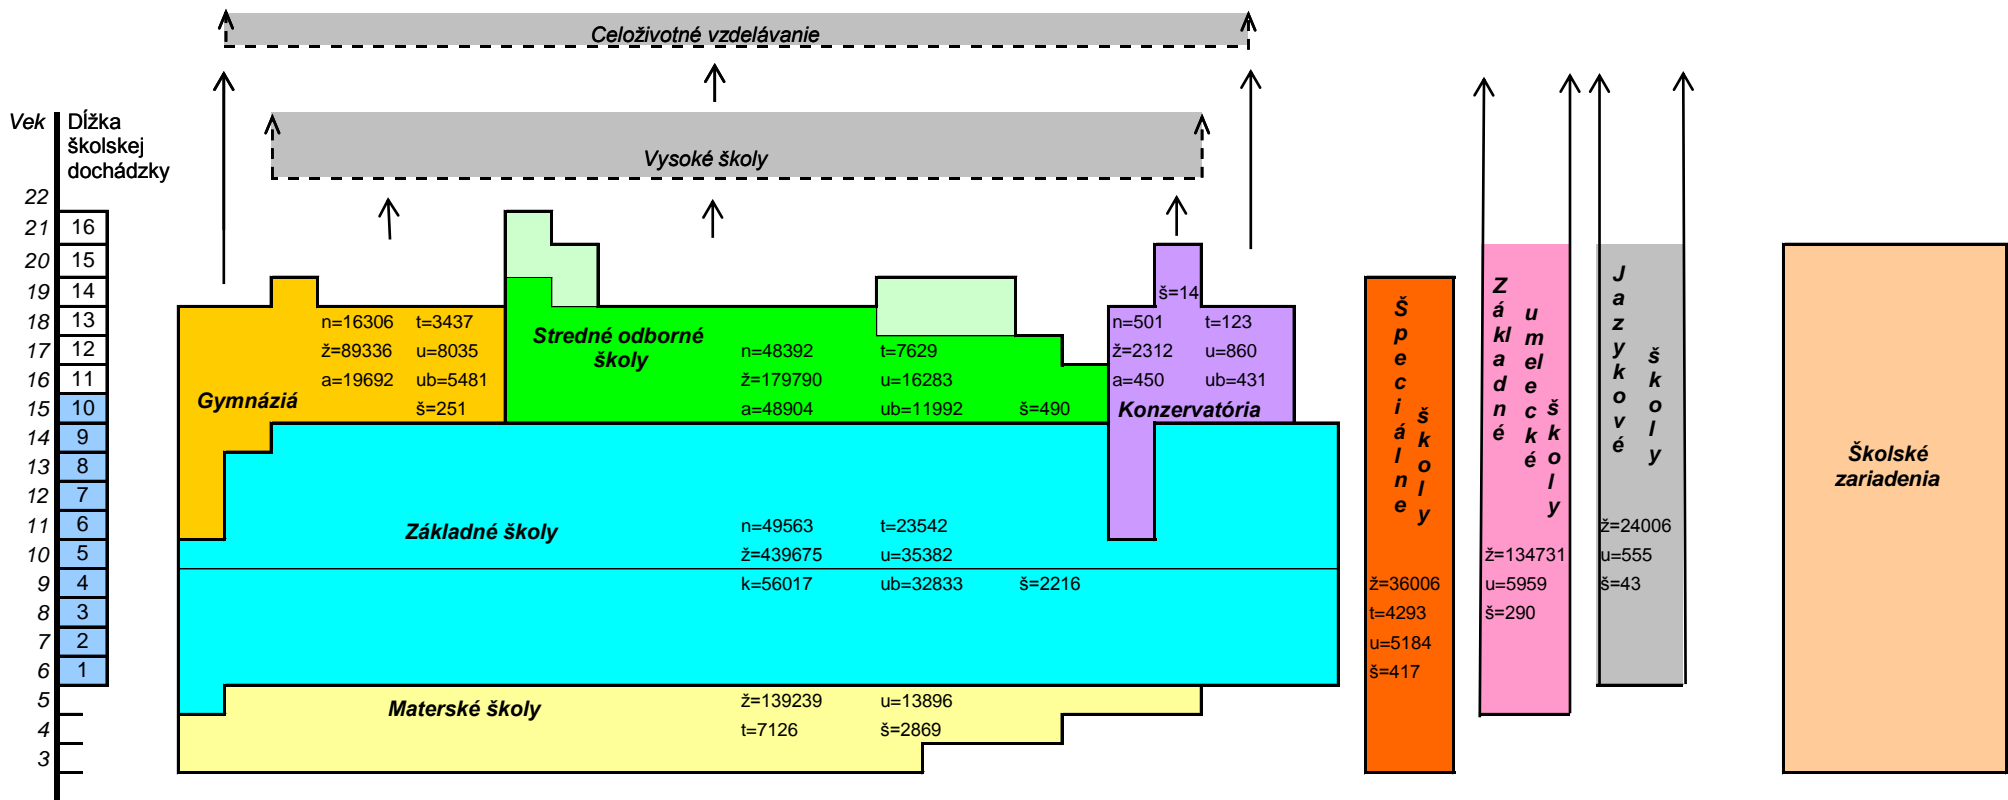 Celoživotné vzdelávanie
Vek
Dĺžka
školskej
dochádzky
Vysoké školy
22
21 16
20 15
19 14
18 13
17 12
16 11
15 10
14 9
13 8
12 7
11 6
10 5
9 4
8 3
7 2
6 1
5
4
3
Gymnáziá
n=16306 t=3437
ž=89336 u=8035
a=19692 ub=5481
š=251
Stredné odborné
školy
n=48392 t=7629
ž=179790 u=16283
a=48904 ub=11992 š=490
š=14
n=501 t=123
ž=2312 u=860
a=450 ub=431
Konzervatória
Základné školy
n=49563 t=23542
ž=439675 u=35382
k=56017 ub=32833 š=2216
Materské školy
ž=139239 u=13896
t=7126 š=2869
Špeciálne
školy
ž=36006
t=4293
u=5184
š=417
Základné
umelecké
školy
ž=134731
u=5959
š=290
Jazykové
školy
ž=24006
u=555
š=43
Školské
zariadenia